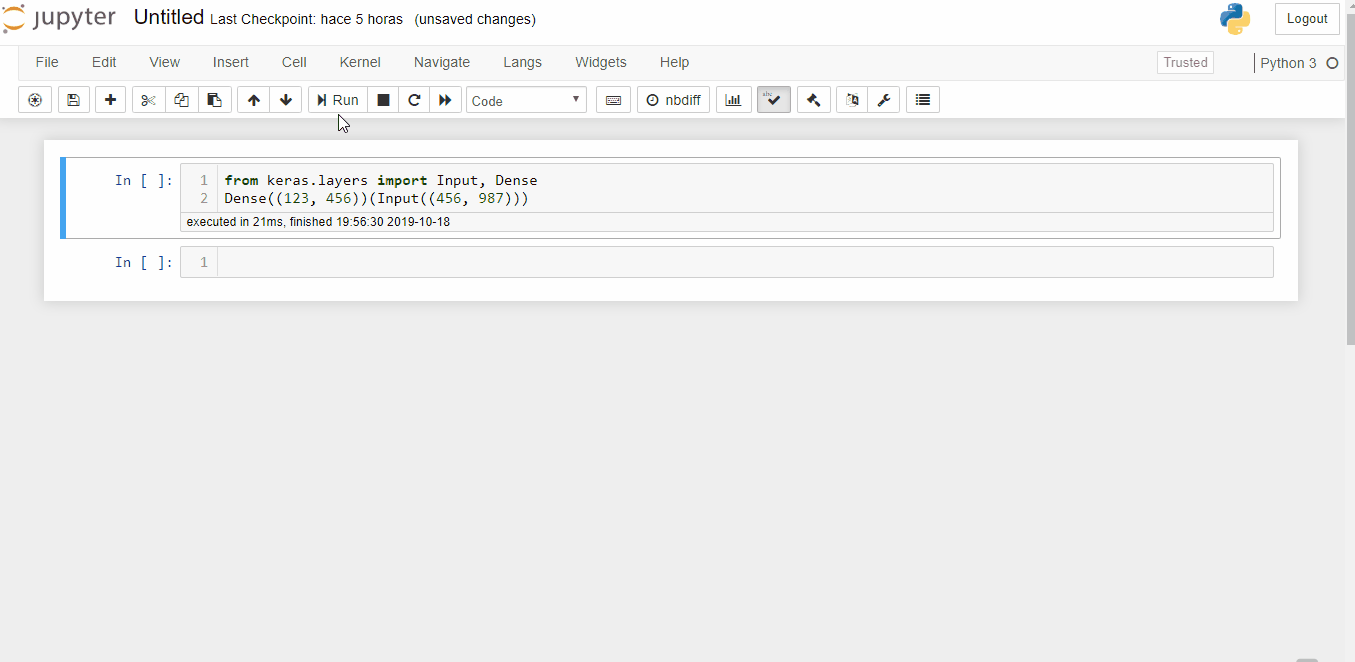 jupyter Untitled Last Checkpoint: hace 5 horas (unsaved changes) Logout
File Edit View Insert Cell Kernel Navigate Langs Widgets Help Trusted Python 3
Run Code nbdiff abc
In [ ]: 1 from keras.layers import Input, Dense
2 Dense((123, 456))(Input((456, 987)))
executed in 21ms, finished 19:56:30 2019-10-18
In [ ]: 1